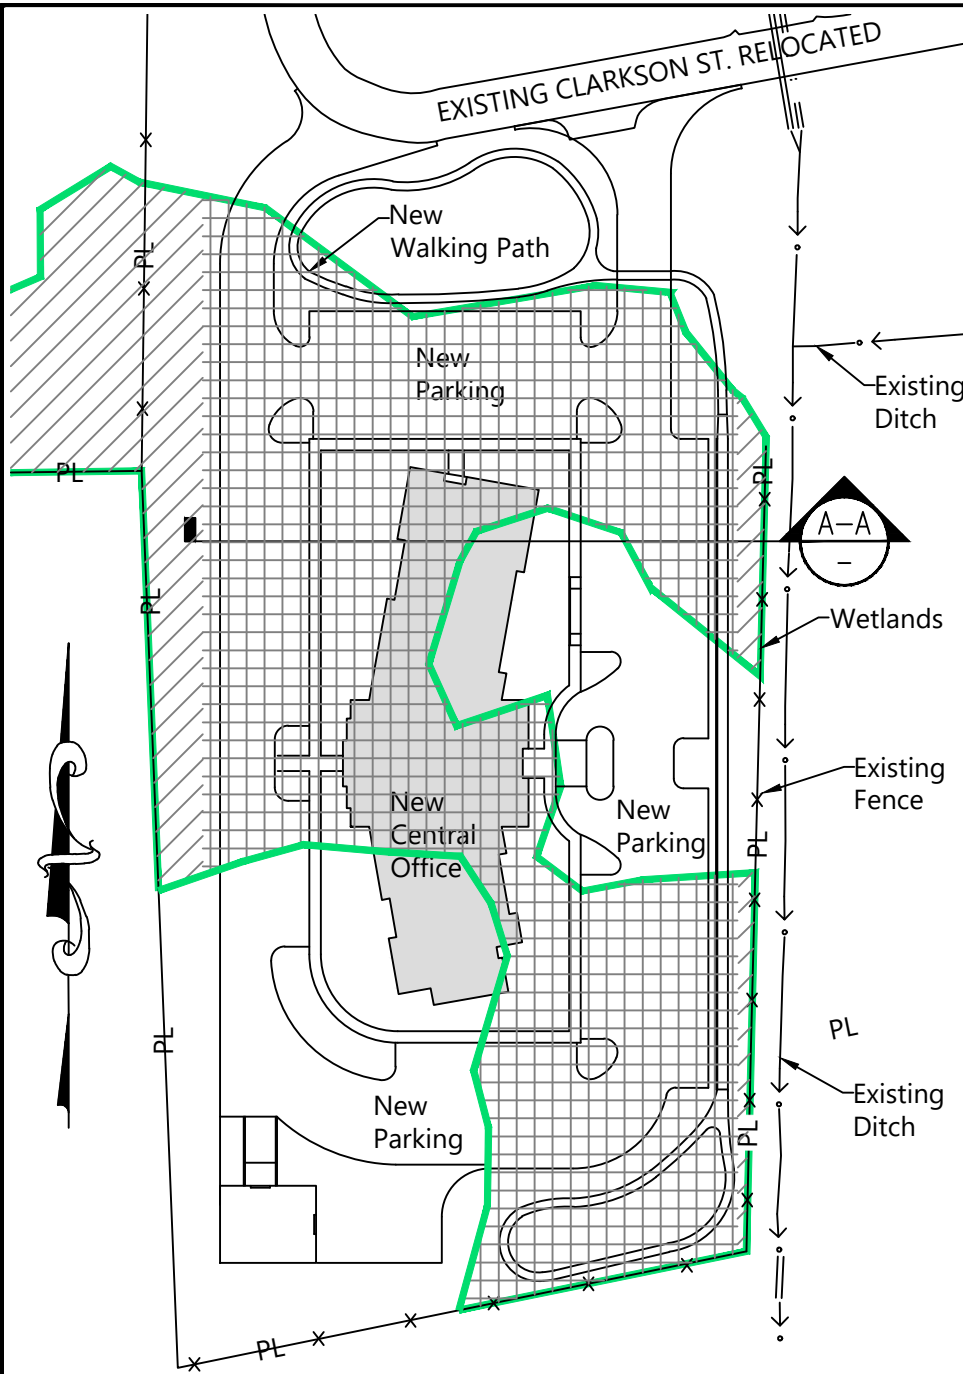 EXISTING CLARKSON ST. RELOCATED
New
Walking Path
PL
New
Parking
Existing
Ditch
PL
PL
A-A
-
PL
Wetlands
New
Central
Office
New
Parking
Existing
Fence
PL
PL
PL
New
Parking
Existing
Ditch
PL
PL